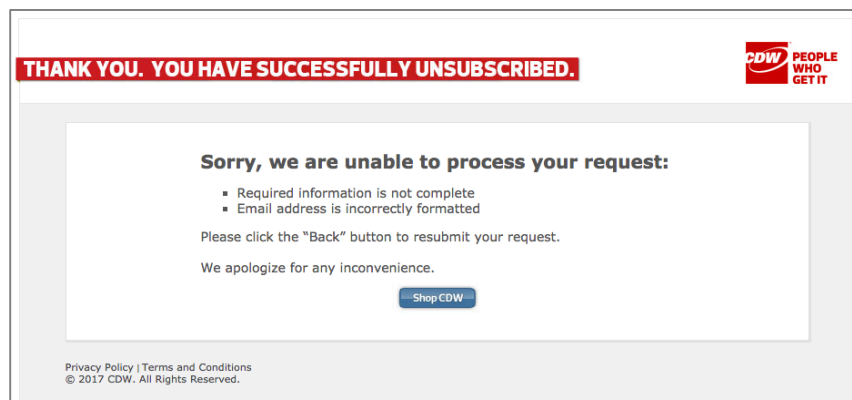 THANK YOU. YOU HAVE SUCCESSFULLY UNSUBSCRIBED.
CDW
PEOPLE
WHO
GET IT
Sorry, we are unable to process your request:
Required information is not complete
Email address is incorrectly formatted
Please click the “Back” button to resubmit your request.
We apologize for any inconvenience.
Shop CDW
Privacy Policy | Terms and Conditions
© 2017 CDW. All Rights Reserved.